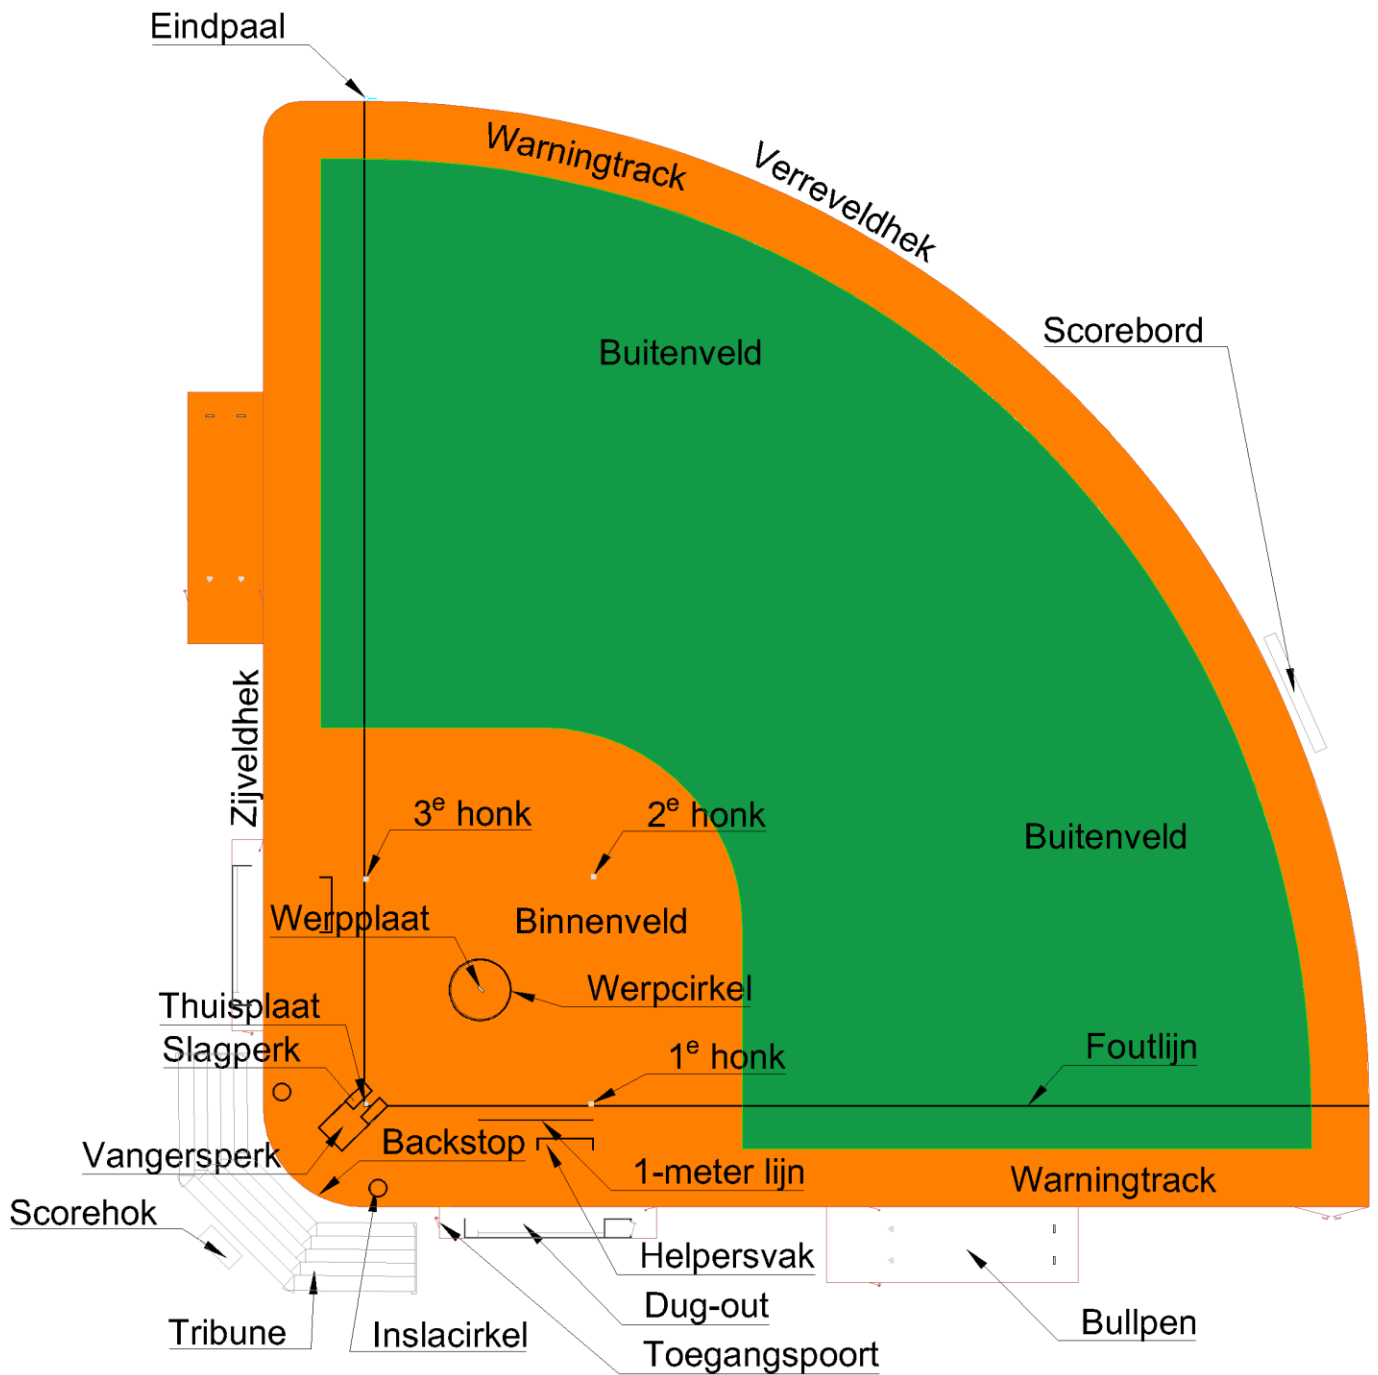 Eindpaal
Warningtrack
Verreveldhek
Scorebord
Buitenveld
Zijveldhek
3e honk
2e honk
Buitenveld
Werpplaat
Binnenveld
Werpcirkel
Thuisplaat
Slagperk
1e honk
Foutlijn
Vangersperk
Backstop
1-meter lijn
Warningtrack
Scorehok
Helpersvak
Dug-out
Bullpen
Tribune
Inslacirkel
Toegangspoort